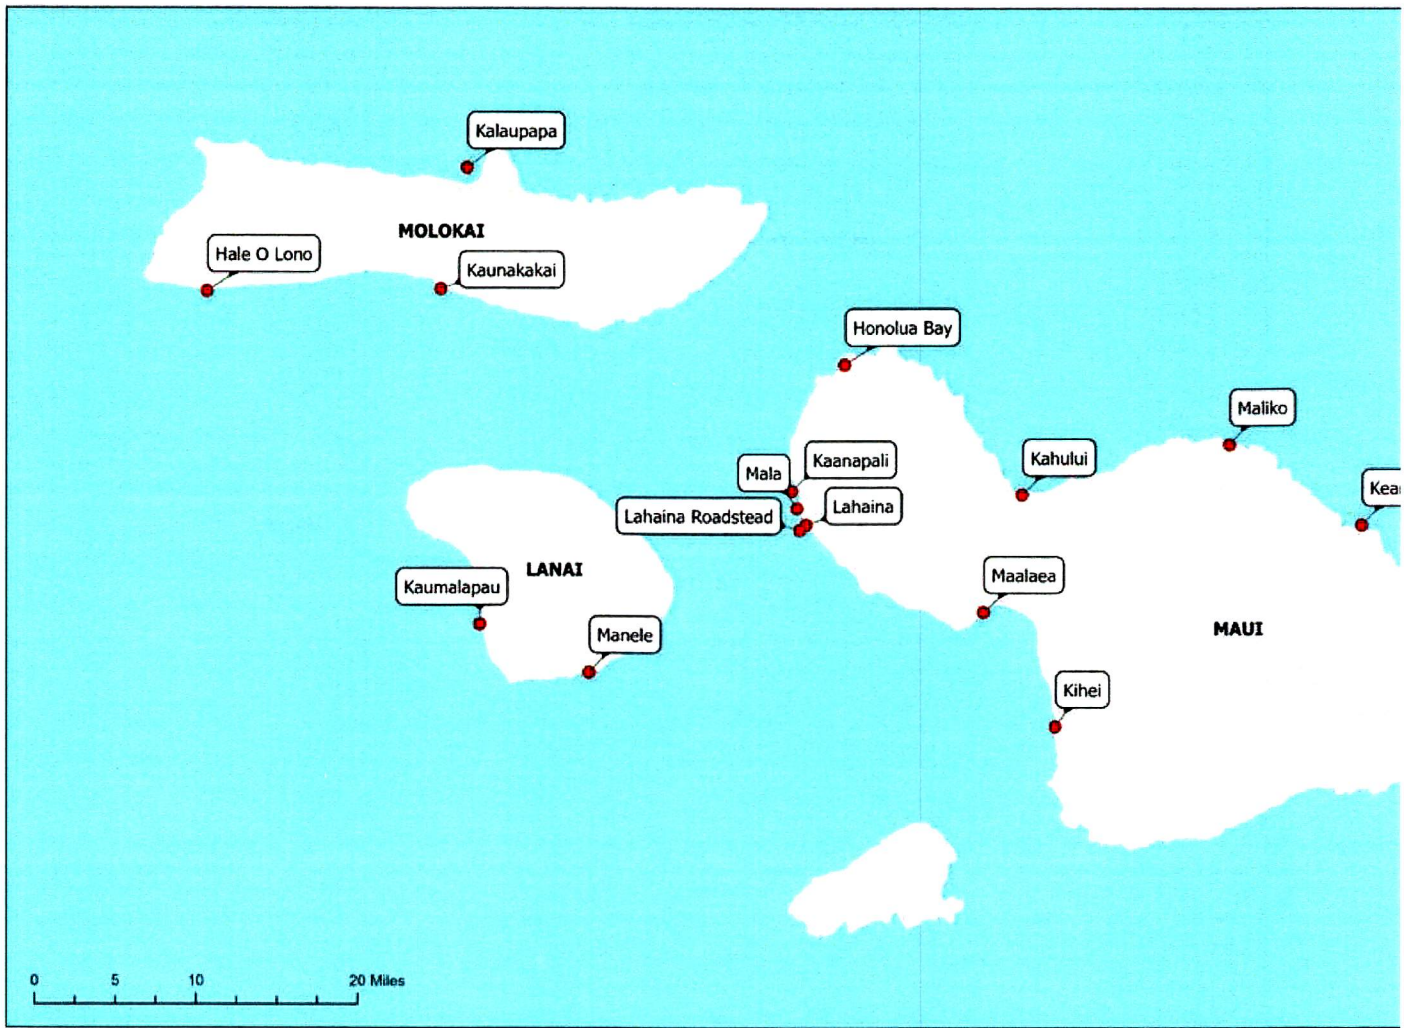 Kalaupapa
MOLOKAI
Hale O Lono
Kaunakakai
Honolua Bay
Maliko
Kaanapali
Mala
Kahului
Lahaina
Lahaina Roadstead
Kean
LANAI
Maalaea
Kaumalapau
MAUI
Manele
Kihei
0 5 10 20 Miles